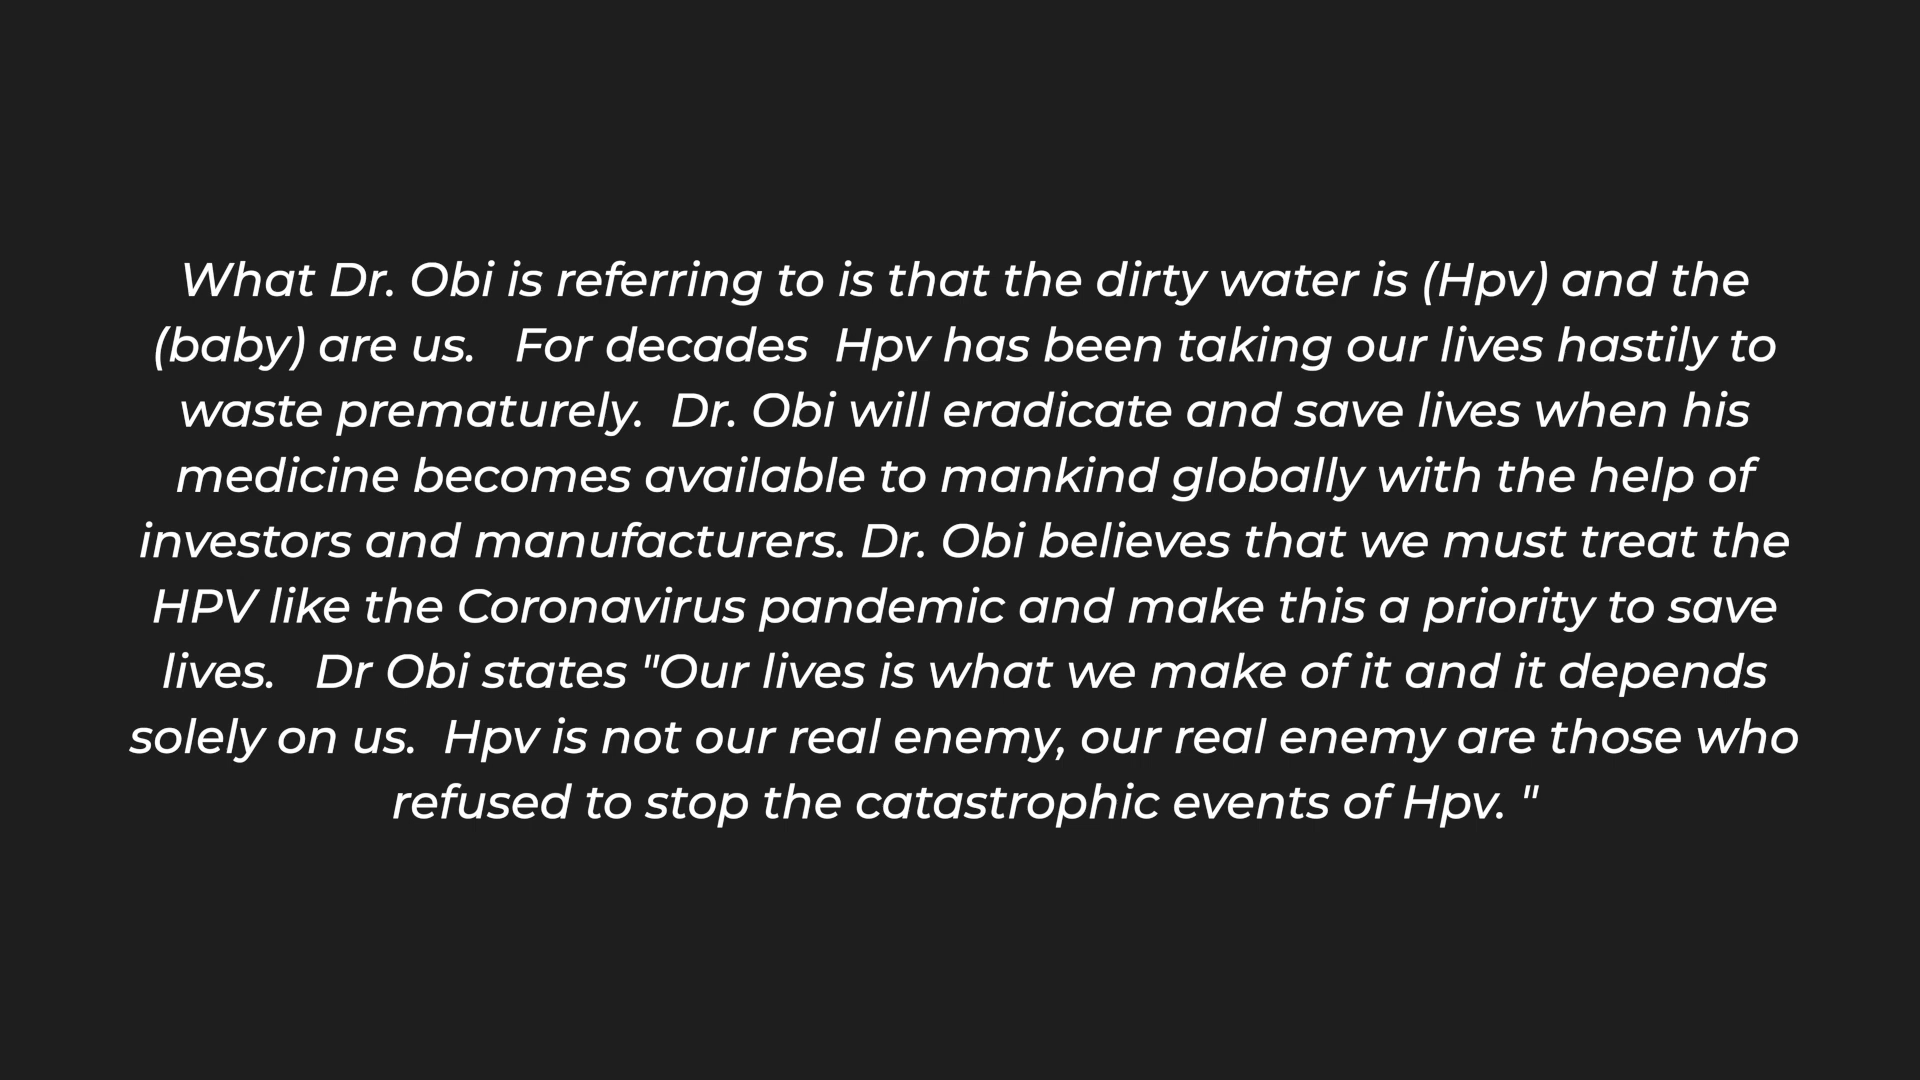 What Dr. Obi is referring to is that the dirty water is (Hpv) and the
(baby) are us.   For decades  Hpv has been taking our lives hastily to
waste prematurely.  Dr. Obi will eradicate and save lives when his
medicine becomes available to mankind globally with the help of
investors and manufacturers. Dr. Obi believes that we must treat the
HPV like the Coronavirus pandemic and make this a priority to save
lives.   Dr Obi states "Our lives is what we make of it and it depends
solely on us.  Hpv is not our real enemy, our real enemy are those who
refused to stop the catastrophic events of Hpv. "